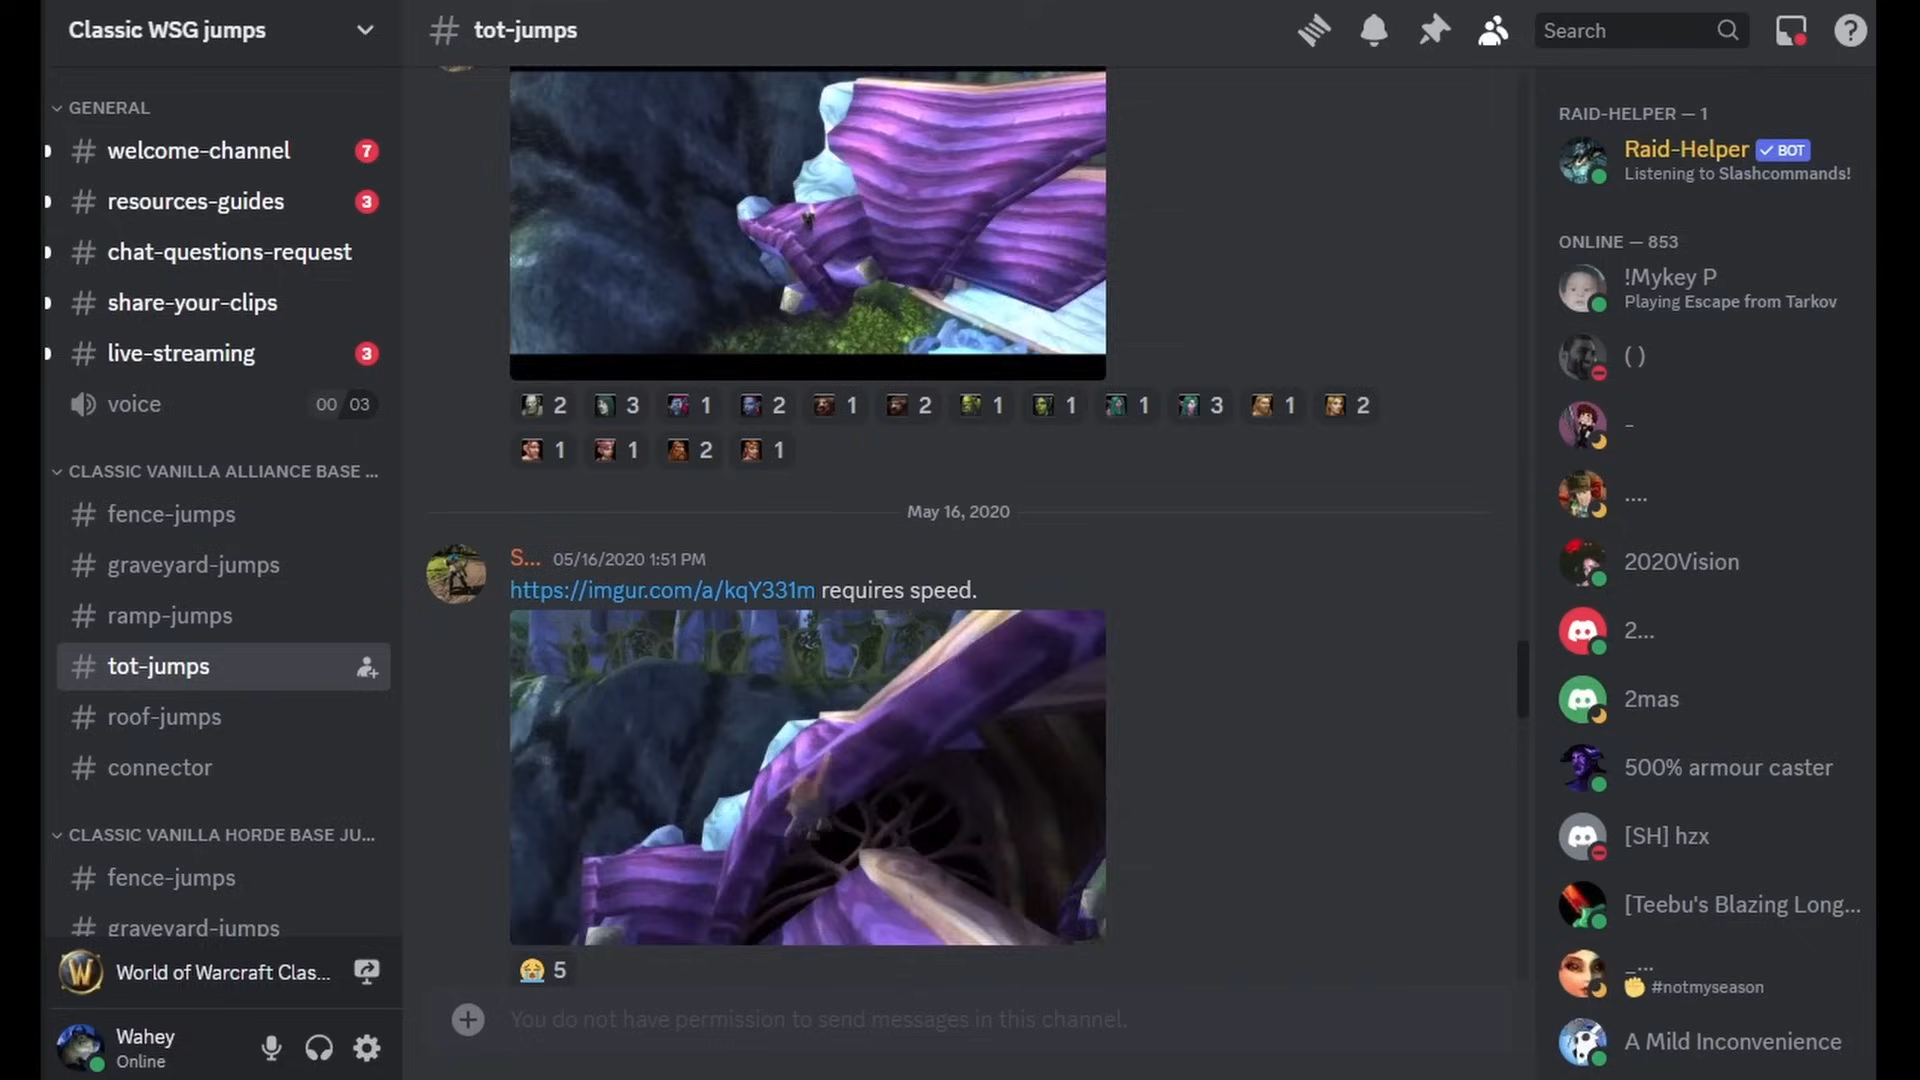 Classic WSG jumps
GENERAL
welcome-channel 7
resources-guides 3
chat-questions-request
share-your-clips
live-streaming 3
voice 00 03
CLASSIC VANILLA ALLIANCE BASE ...
fence-jumps
graveyard-jumps
ramp-jumps
tot-jumps
roof-jumps
connector
CLASSIC VANILLA HORDE BASE JU...
fence-jumps
graveyard-jumps
World of Warcraft Clas...
Wahey
Online
# tot-jumps
Search
2 3 1 2 1 2 1 1 1 3 1 2
1 1 2 1
May 16, 2020
S... 05/16/2020 1:51 PM
https://imgur.com/a/kqY331m requires speed.
5
You do not have permission to send messages in this channel.
RAID-HELPER — 1
Raid-Helper BOT
Listening to Slashcommands!
ONLINE — 853
!Mykey P
Playing Escape from Tarkov
( )
-
....
2020Vision
2...
2mas
500% armour caster
[SH] hzx
[Teebu's Blazing Long...
_...
#notmyseason
A Mild Inconvenience